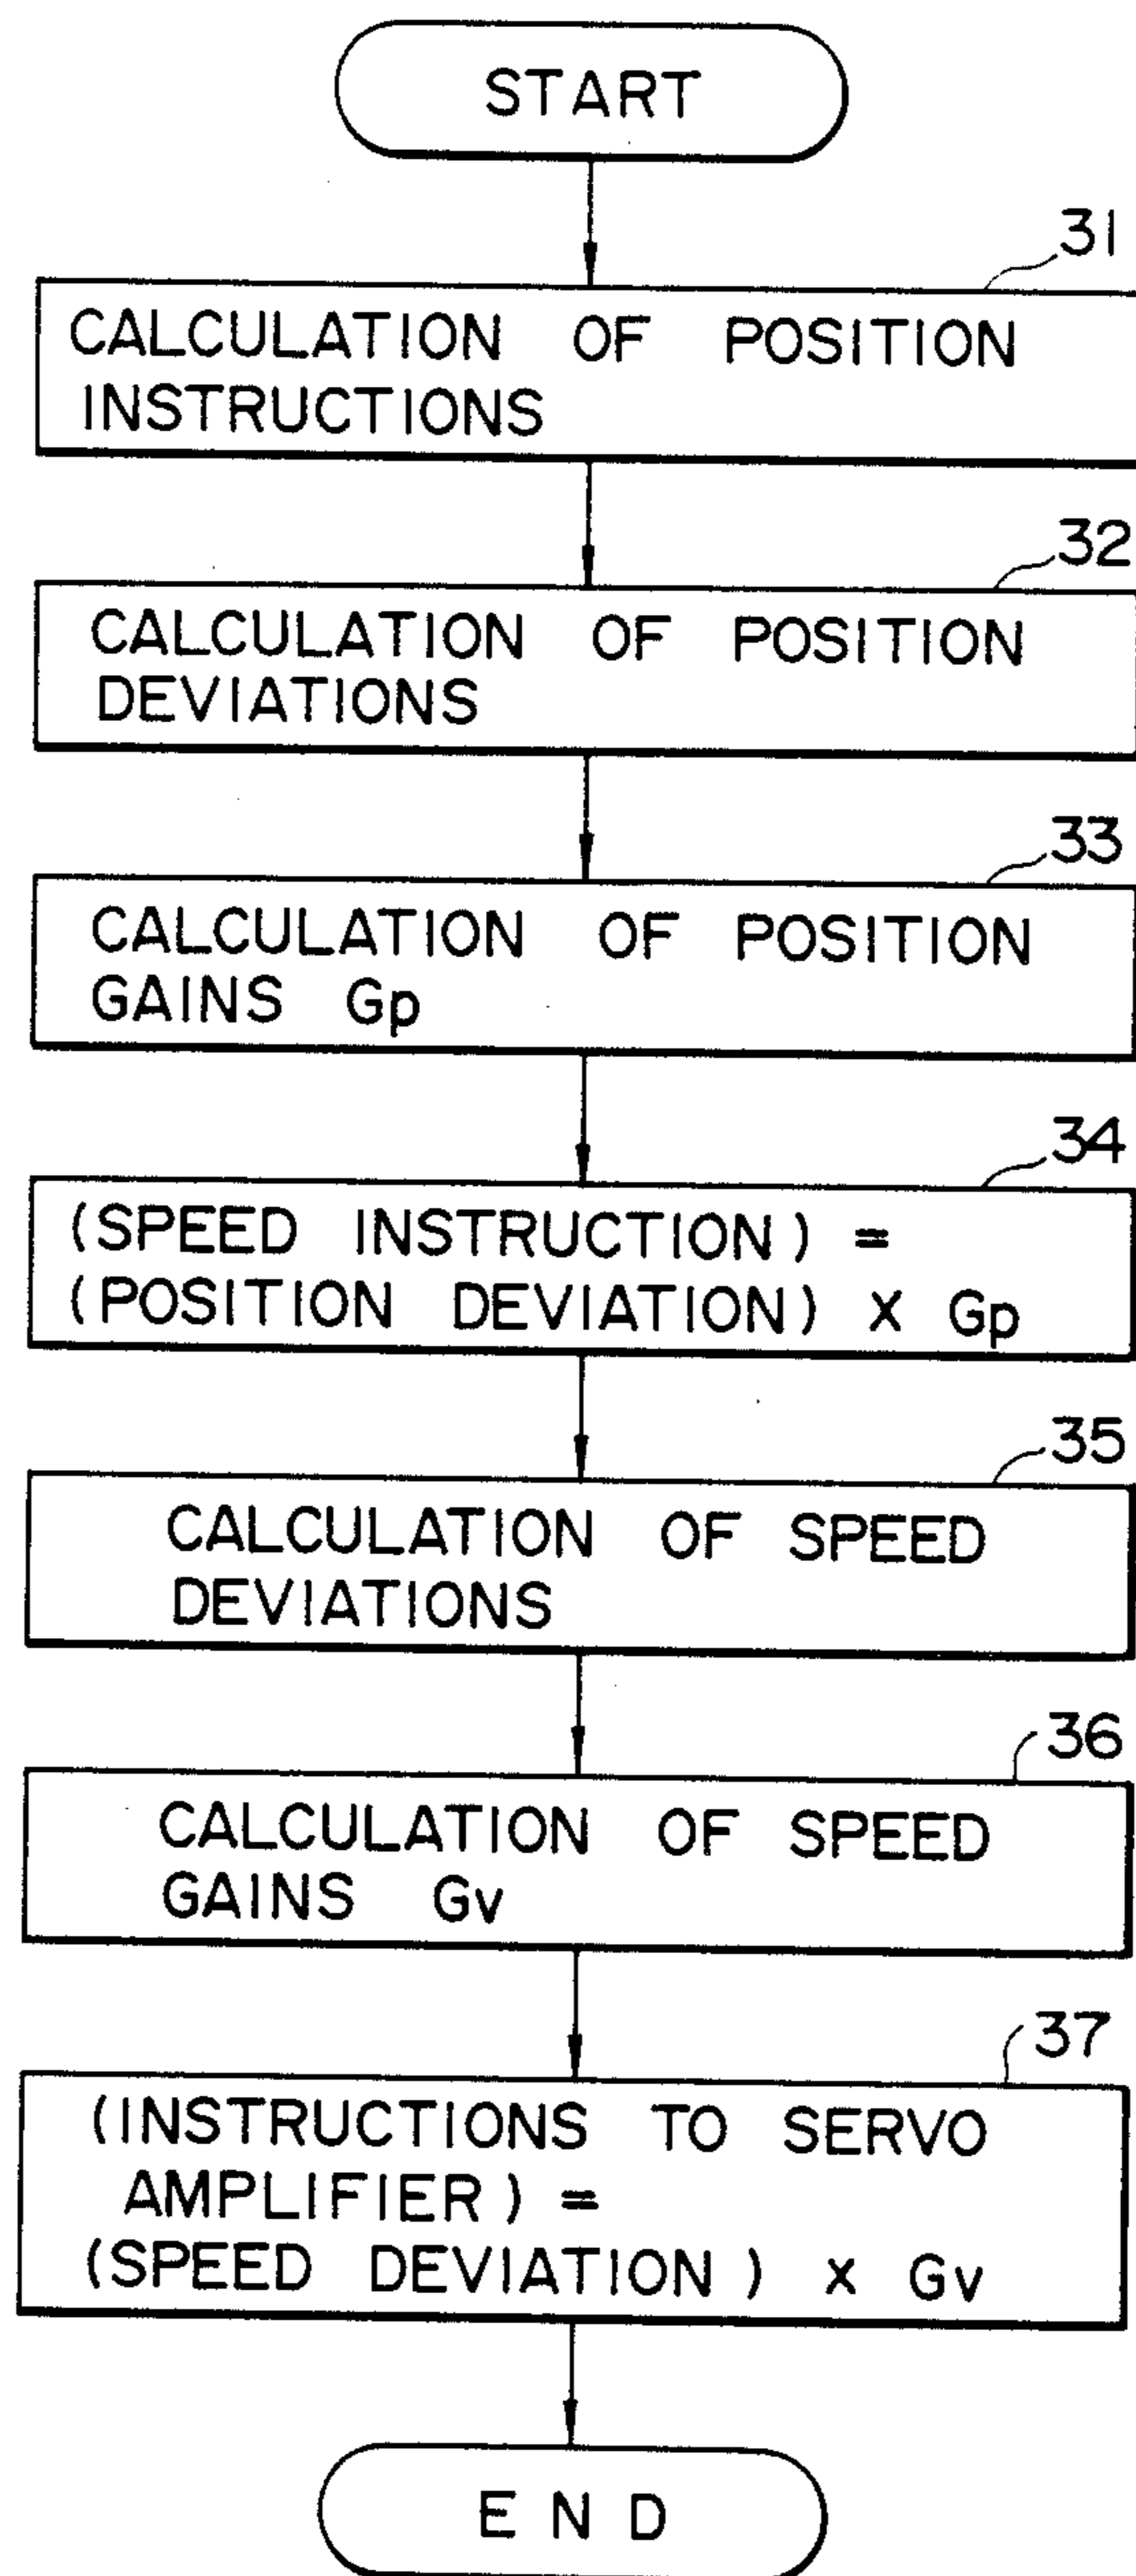 START
31
CALCULATION OF POSITION
INSTRUCTIONS
32
CALCULATION OF POSITION
DEVIATIONS
33
CALCULATION OF POSITION
GAINS Gp
34
(SPEED INSTRUCTION) =
(POSITION DEVIATION) X Gp
35
CALCULATION OF SPEED
DEVIATIONS
36
CALCULATION OF SPEED
GAINS Gv
37
(INSTRUCTIONS TO SERVO
AMPLIFIER) =
(SPEED DEVIATION) x Gv
END